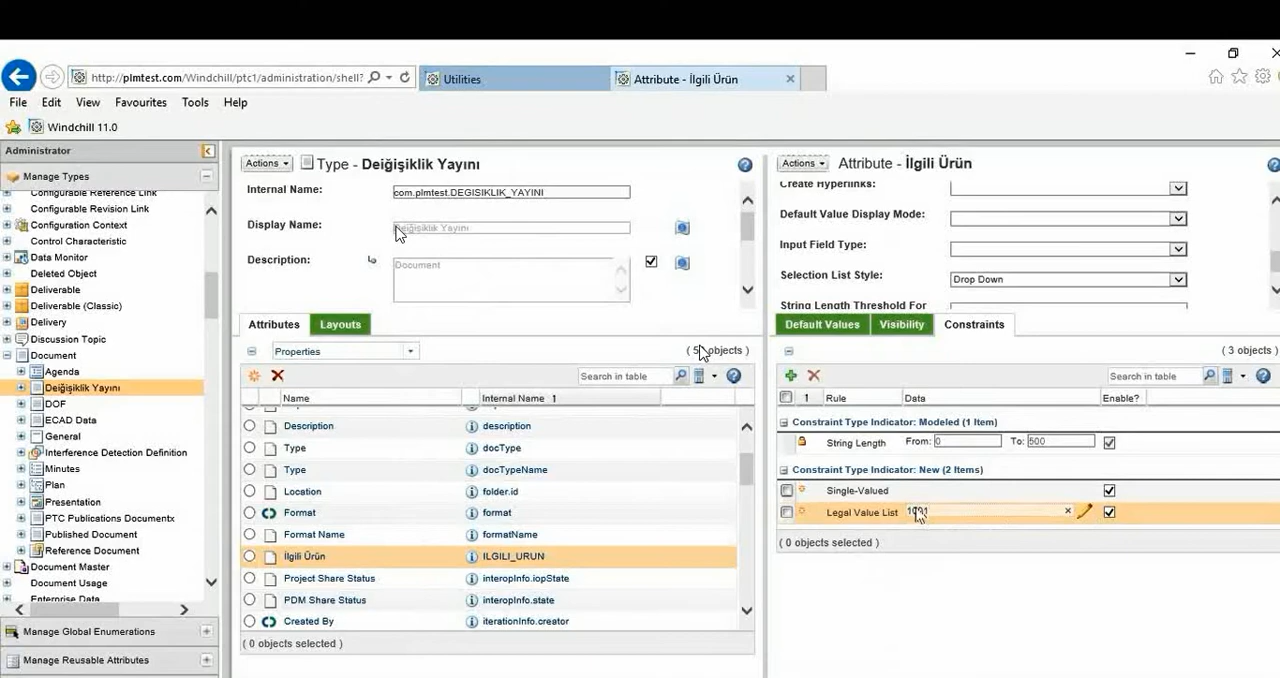 http://plmtest.com/Windchill/ptc1/administration/shell?
Utilities
Attribute - İlgili Ürün
File Edit View Favourites Tools Help
Windchill 11.0
Administrator
Manage Types
Configurable Reference Link
Configurable Revision Link
Configuration Context
Control Characteristic
Data Monitor
Deleted Object
Deliverable
Deliverable (Classic)
Delivery
Discussion Topic
Document
Agenda
Deiğişiklik Yayını
DOF
ECAD Data
General
Interference Detection Definition
Minutes
Plan
Presentation
PTC Publications Documentx
Published Document
Reference Document
Document Master
Document Usage
Enterprise Data
Manage Global Enumerations
Manage Reusable Attributes
Actions Type - Deiğişiklik Yayını
Internal Name: com.plmtest.DEGISIKLIK_YAYINI
Display Name: Deiğişiklik Yayını
Description: Document
Attributes Layouts
Properties
objects )
Search in table
Name Internal Name 1
Description description
Type docType
Type docTypeName
Location folder.id
Format format
Format Name formatName
İlgili Ürün ILGILI_URUN
Project Share Status interopInfo.iopState
PDM Share Status interopInfo.state
Created By iterationInfo.creator
( 0 objects selected )
Actions Attribute - İlgili Ürün
Create Hyperlinks:
Default Value Display Mode:
Input Field Type:
Selection List Style: Drop Down
String Length Threshold For
Default Values Visibility Constraints
( 3 objects )
Search in table
1 Rule Data Enable?
Constraint Type Indicator: Modeled (1 Item)
String Length From: 0 To: 500
Constraint Type Indicator: New (2 Items)
Single-Valued
Legal Value List
( 0 objects selected )